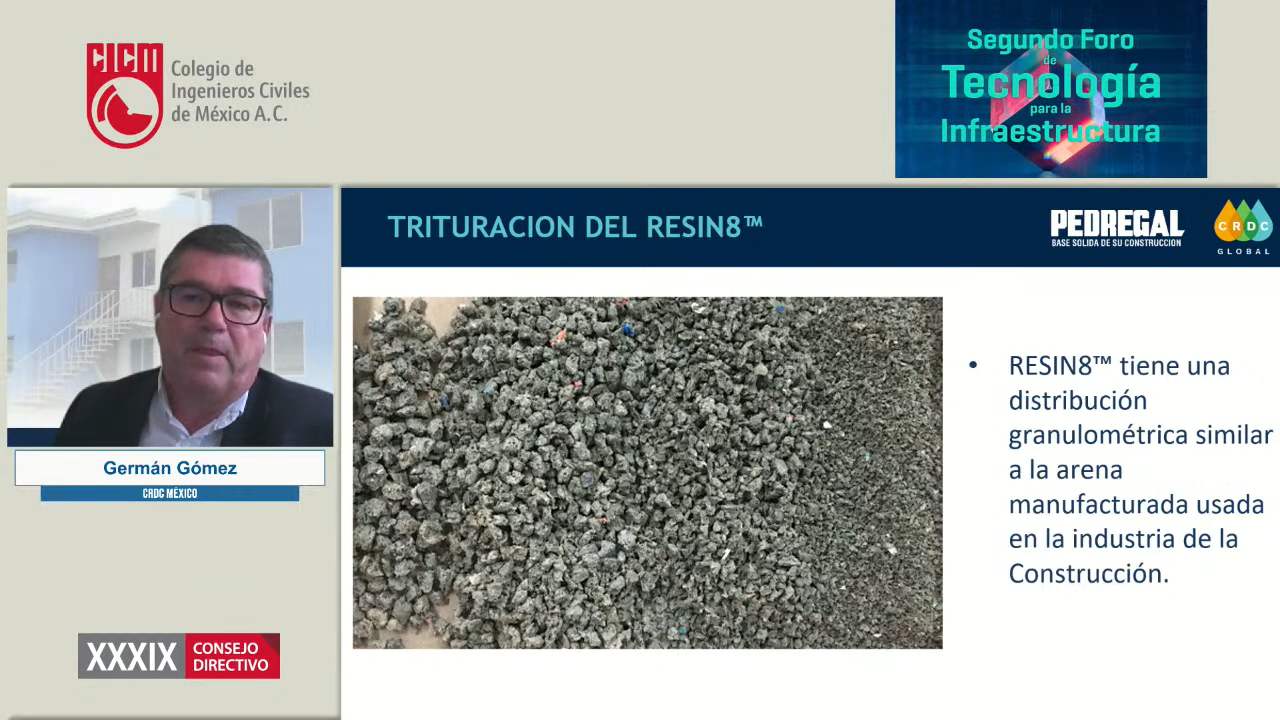 CICM
Colegio de
Ingenieros Civiles
de México A.C.
Segundo Foro
de
Tecnología
para la
Infraestructura
TRITURACION DEL RESIN8™
PEDREGAL
BASE SOLIDA DE SU CONSTRUCCION
CRDC
GLOBAL
• RESIN8™ tiene una
distribución
granulométrica similar
a la arena
manufacturada usada
en la industria de la
Construcción.
Germán Gómez
CRDC MÉXICO
XXXIX
CONSEJO
DIRECTIVO